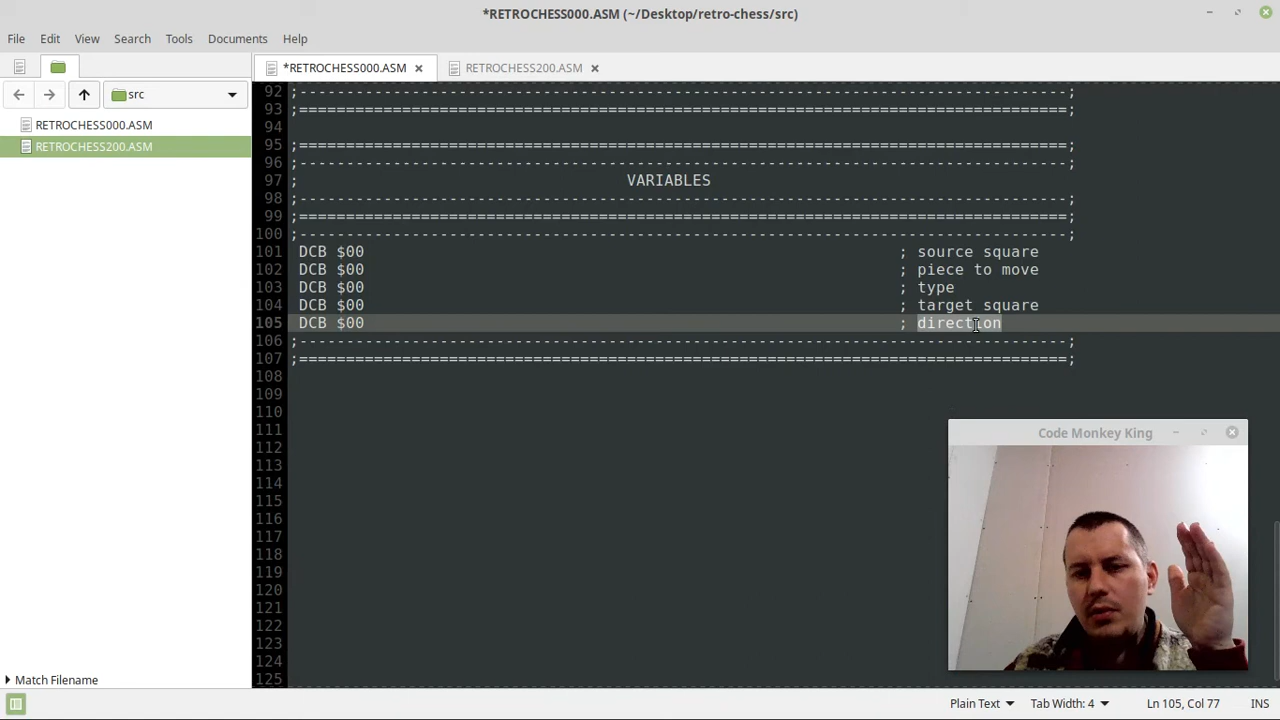 *RETROCHESS000.ASM (~/Desktop/retro-chess/src)
File Edit View Search Tools Documents Help
*RETROCHESS000.ASM RETROCHESS200.ASM
src
RETROCHESS000.ASM
RETROCHESS200.ASM
92 ;----------------------------------------------------------------------------------;
93 ;==================================================================================;
94
95 ;==================================================================================;
96 ;----------------------------------------------------------------------------------;
97 ; VARIABLES
98 ;----------------------------------------------------------------------------------;
99 ;==================================================================================;
100 ;----------------------------------------------------------------------------------;
101 DCB $00 ; source square
102 DCB $00 ; piece to move
103 DCB $00 ; type
104 DCB $00 ; target square
105 DCB $00 ; direction
106 ;----------------------------------------------------------------------------------;
107 ;==================================================================================;
108
109
110
111
112
113
114
115
116
117
118
119
120
121
122
123
124
125
Code Monkey King
Match Filename
Plain Text Tab Width: 4 Ln 105, Col 77 INS